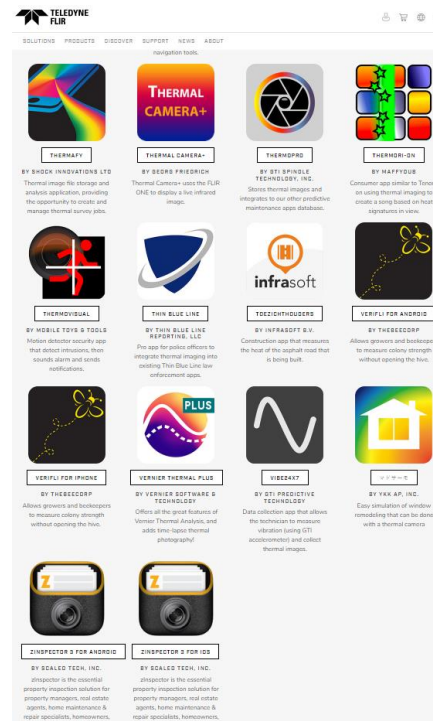 TELEDYNE
FLIR
SOLUTIONS PRODUCTS DISCOVER SUPPORT NEWS ABOUT
navigation tools.
THERMAFY
BY SHOCK INNOVATIONS LTD
Thermal image file storage and
analysis application, providing
the opportunity to create and
manage thermal survey jobs.
THERMAL
CAMERA+
THERMAL CAMERA+
BY GEORG FRIEDRICH
Thermal Camera+ uses the FLIR
ONE to display a live infrared
image.
THERMOPRO
BY GTI SPINDLE
TECHNOLOGY, INC.
Stores thermal images and
integrates to our other predictive
maintenance apps database.
THERMORI-ON
BY MAFFYDUB
Consumer app similar to Tenori
on using thermal imaging to
create a song based on heat
signatures in view.
THERMOVISUAL
BY MOBILE TOYS & TOOLS
Motion detector security app
that detect intrusions, then
sounds alarm and sends
notifications.
THIN BLUE LINE
BY THIN BLUE LINE
REPORTING, LLC
Pro app for police officers to
integrate thermal imaging into
existing Thin Blue Line law
enforcement apps.
infrasoft
TOEZICHTHOUDERS
BY INFRASOFT B.V.
Construction app that measures
the heat of the asphalt road that
is being built.
VERIFLI FOR ANDROID
BY THEBEECORP
Allows growers and beekeepe
to measure colony strength
without opening the hive.
VERIFLI FOR IPHONE
BY THEBEECORP
Allows growers and beekeepers
to measure colony strength
without opening the hive.
PLUS
VERNIER THERMAL PLUS
BY VERNIER SOFTWARE &
TECHNOLOGY
Offers all the great features of
Vernier Thermal Analysis, and
adds time-lapse thermal
photography!
VIBE24X7
BY GTI PREDICTIVE
TECHNOLOGY
Data collection app that allows
the technician to measure
vibration (using GTI
accelerometer) and collect
thermal images.
マドサーモ
BY YKK AP, INC.
Easy simulation of window
remodeling that can be done
with a thermal camera
Z
ZINSPECTOR 3 FOR ANDROID
BY SCALED TECH, INC.
zInspector is the essential
property inspection solution for
property managers, real estate
agents, home maintenance &
repair specialists, homeowners,
Z
ZINSPECTOR 3 FOR IOS
BY SCALED TECH, INC.
zInspector is the essential
property inspection solution for
property managers, real estate
agents, home maintenance &
repair specialists, homeowners,